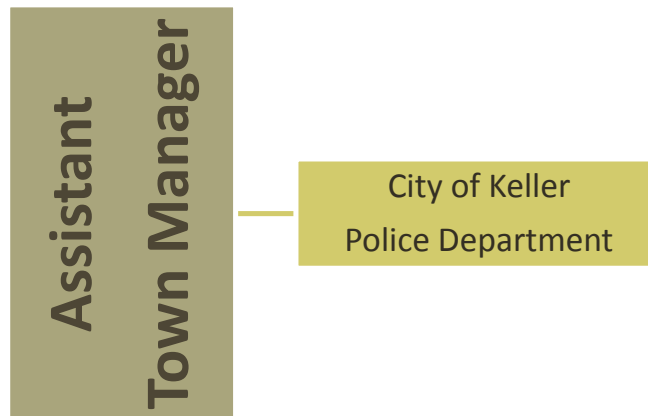 Assistant
Town Manager
City of Keller
Police Department